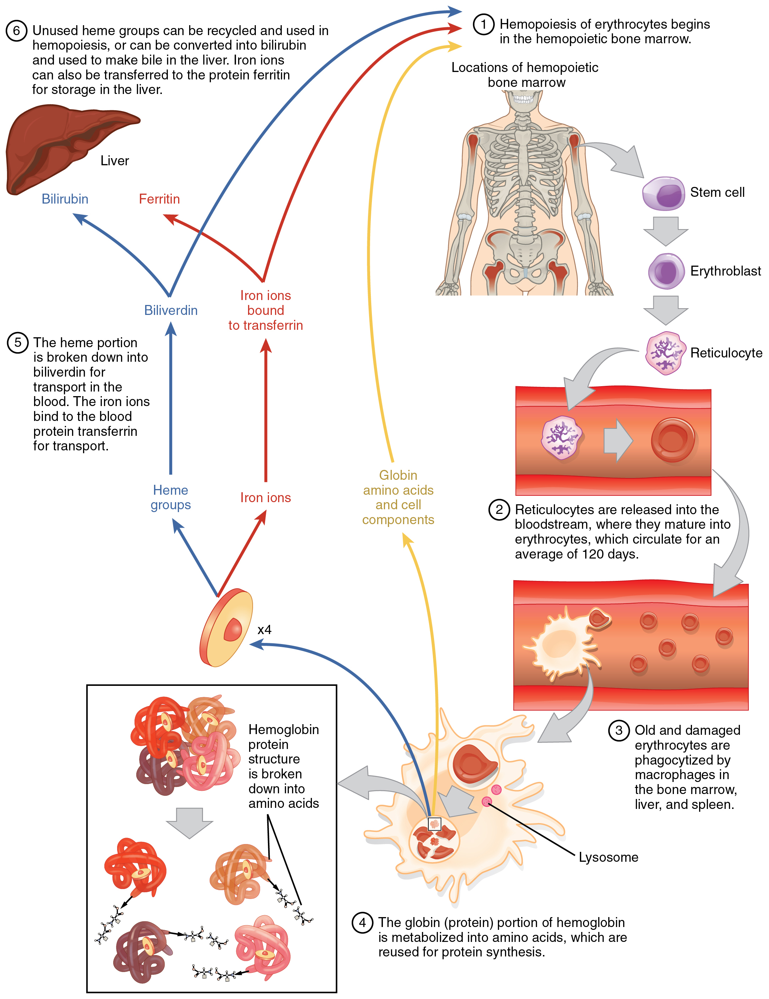 1
Hemopoiesis of erythrocytes begins
in the hemopoietic bone marrow.
Locations of hemopoietic
bone marrow
Stem cell
Erythroblast
Reticulocyte
2
Reticulocytes are released into the
bloodstream, where they mature into
erythrocytes, which circulate for an
average of 120 days.
3
Old and damaged
erythrocytes are
phagocytized by
macrophages in
the bone marrow,
liver, and spleen.
Lysosome
4
The globin (protein) portion of hemoglobin
is metabolized into amino acids, which are
reused for protein synthesis.
Hemoglobin
protein
structure
is broken
down into
amino acids
x4
Globin
amino acids
and cell
components
Heme
groups
Iron ions
5
The heme portion
is broken down into
biliverdin for
transport in the
blood. The iron ions
bind to the blood
protein transferrin
for transport.
Biliverdin
Iron ions
bound
to transferrin
6
Unused heme groups can be recycled and used in
hemopoiesis, or can be converted into bilirubin
and used to make bile in the liver. Iron ions
can also be transferred to the protein ferritin
for storage in the liver.
Liver
Bilirubin
Ferritin